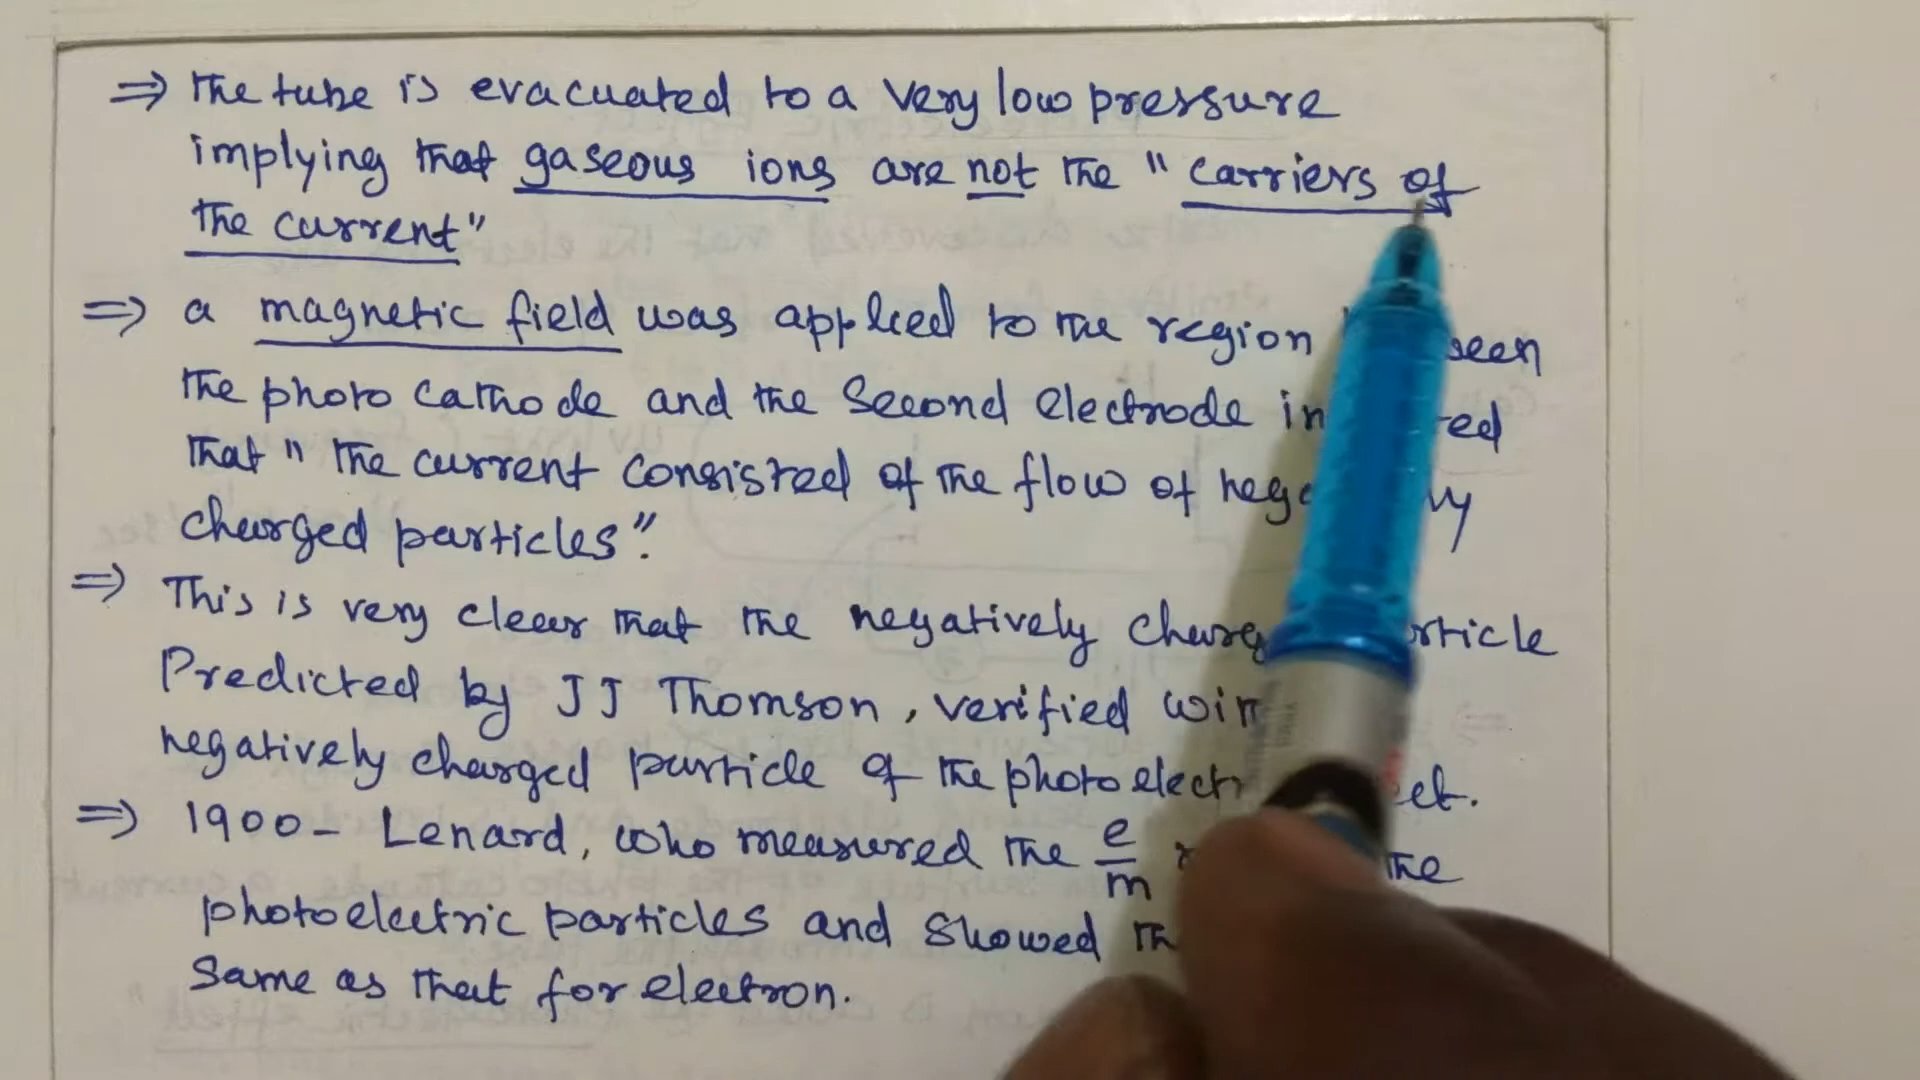 ⇒ The tube is evacuated to a very low pressure
implying that gaseous ions are not the "carriers of
the current"
⇒ a magnetic field was applied to the region
the photo cathode and the Second electrode
that "the current consisted of the flow of
charged particles".
⇒ This is very clear that the negatively
Predicted by JJ Thomson, verified
negatively charged particle of the
⇒ 1900- Lenard, who measured the e/m
photoelectric particles and showed
Same as that for electron.